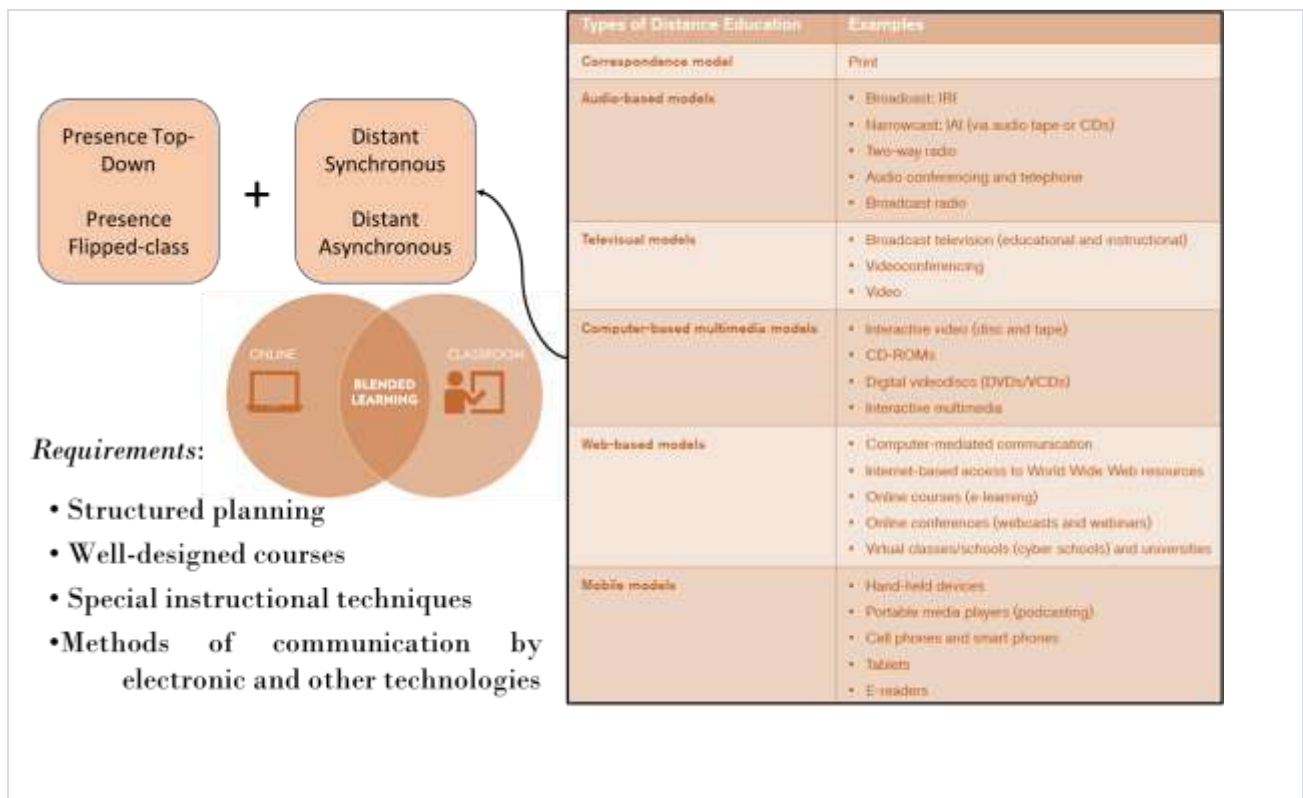 Presence Top-
Down
Presence
Flipped-class
+
Distant
Synchronous
Distant
Asynchronous
ONLINE
BLENDED
LEARNING
CLASSROOM
Requirements:
• Structured planning
• Well-designed courses
• Special instructional techniques
•Methods of communication by
electronic and other technologies
Types of Distance Education Examples
Correspondence model Print
Audio-based models • Broadcast: IRI
• Narrowcast: IAI (via audio tape or CDs)
• Two-way radio
• Audio conferencing and telephone
• Broadcast radio
Televisual models • Broadcast television (educational and instructional)
• Videoconferencing
• Video
Computer-based multimedia models • Interactive video (disc and tape)
• CD-ROMs
• Digital videodiscs (DVDs/VCDs)
• Interactive multimedia
Web-based models • Computer-mediated communication
• Internet-based access to World Wide Web resources
• Online courses (e-learning)
• Online conferences (webcasts and webinars)
• Virtual classes/schools (cyber schools) and universities
Mobile models • Hand-held devices
• Portable media players (podcasting)
• Cell phones and smart phones
• Tablets
• E-readers